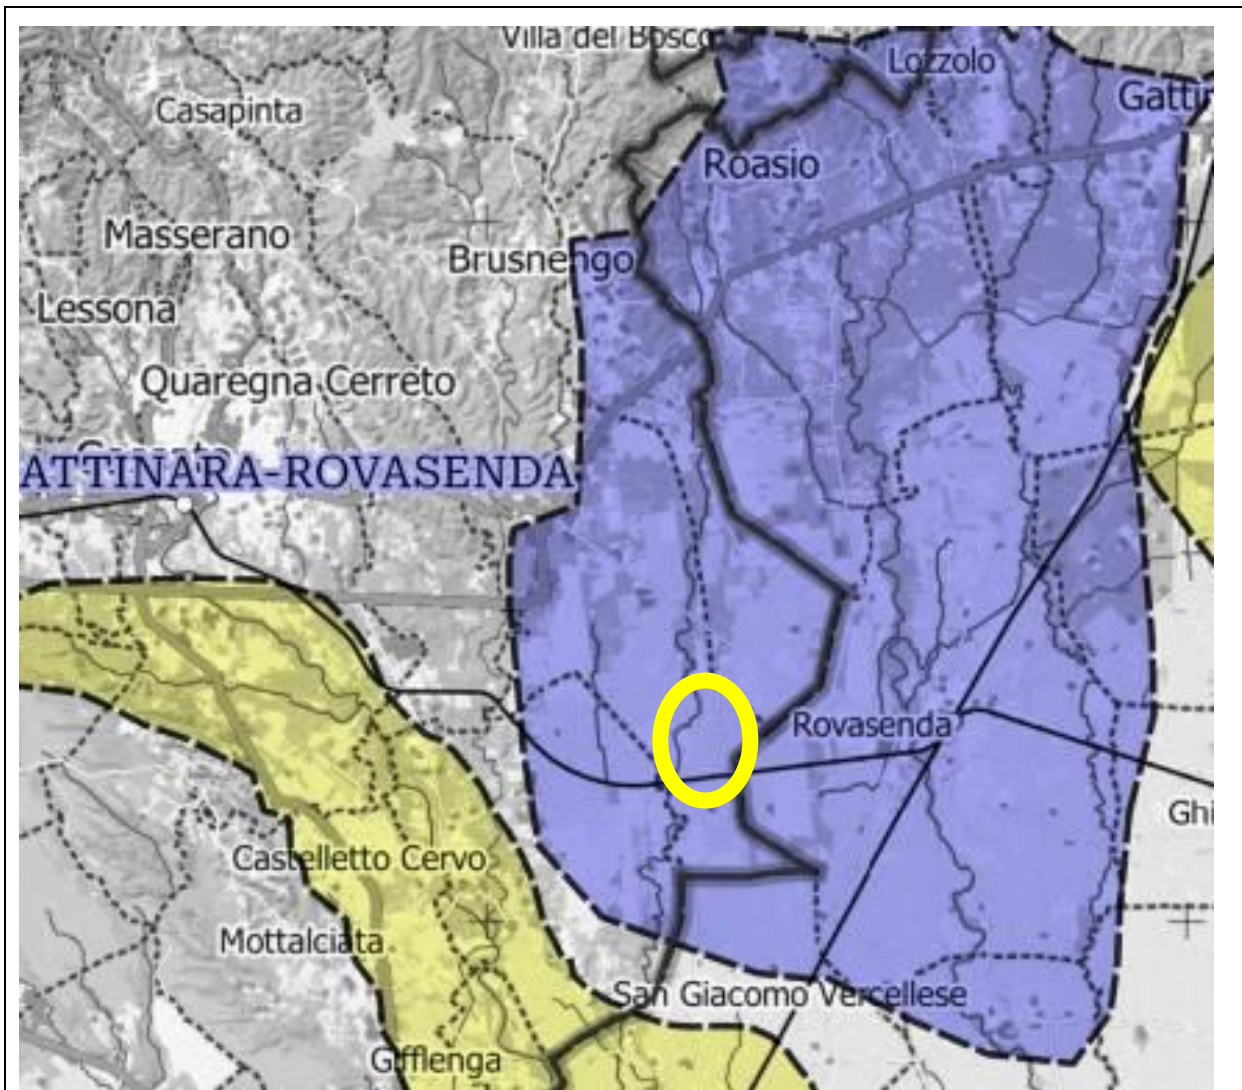 Villa del Bosco
Lozzolo
Casapinta
Gattin
Roasio
Masserano
Brusnengo
Lessona
Quaregna Cerreto
ATTINARA-ROVASENDA
Rovasenda
Ghi
Castelletto Cervo
Mottalciata
San Giacomo Vercellese
Gifflenga